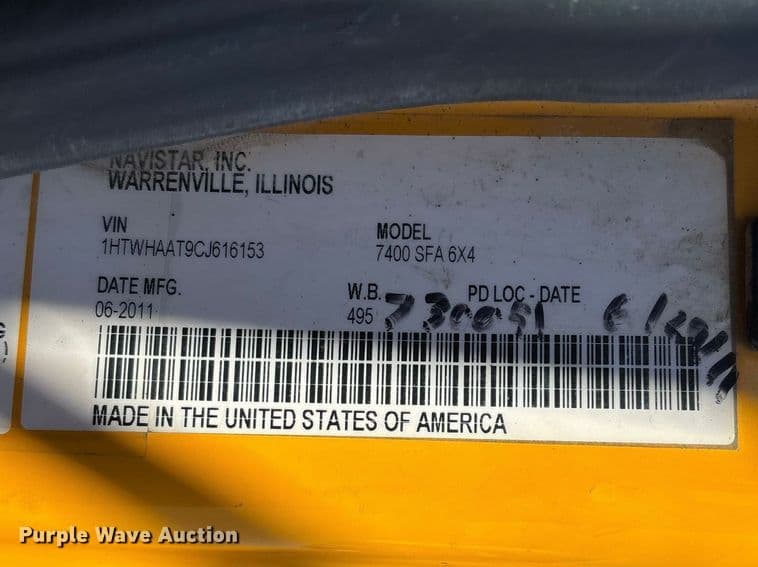 NAVISTAR, INC.
WARRENVILLE, ILLINOIS
VIN
1HTWHAAT9CJ616153
MODEL
7400 SFA 6X4
DATE MFG.
06-2011
W.B.
495
PD LOC - DATE
MADE IN THE UNITED STATES OF AMERICA
Purple Wave Auction